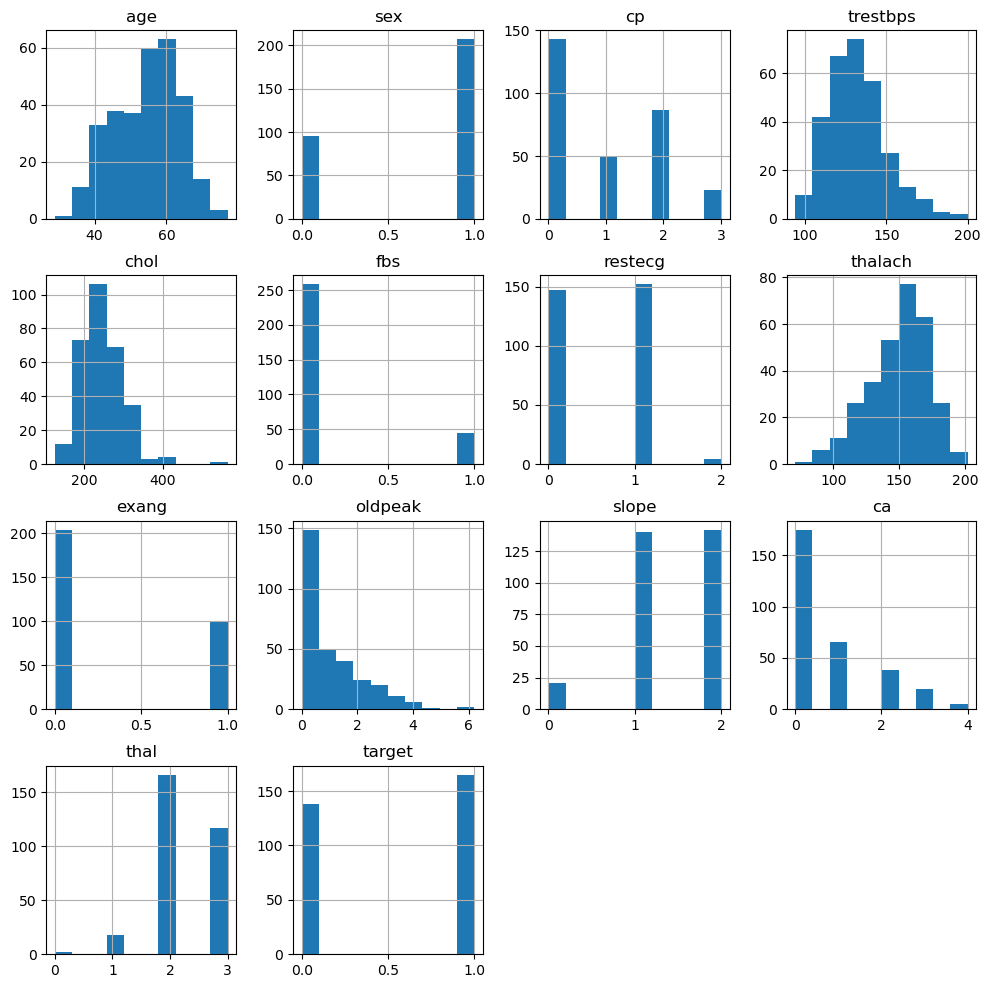 age sex cp trestbps
60 40 20 0 200 150 100 50 0 150 100 50 0 60 40 20 0
40 60 0.0 0.5 1.0 0 1 2 3 100 150 200
chol fbs restecg thalach
100 80 60 40 20 0 250 200 150 100 50 0 150 100 50 0 80 60 40 20 0
200 400 0.0 0.5 1.0 0 1 2 100 150 200
exang oldpeak slope ca
200 150 100 50 0 150 100 50 0 125 100 75 50 25 0 150 100 50 0
0.0 0.5 1.0 0 2 4 6 0 1 2 0 2 4
thal target
150 100 50 0 150 100 50 0
0 1 2 3 0.0 0.5 1.0